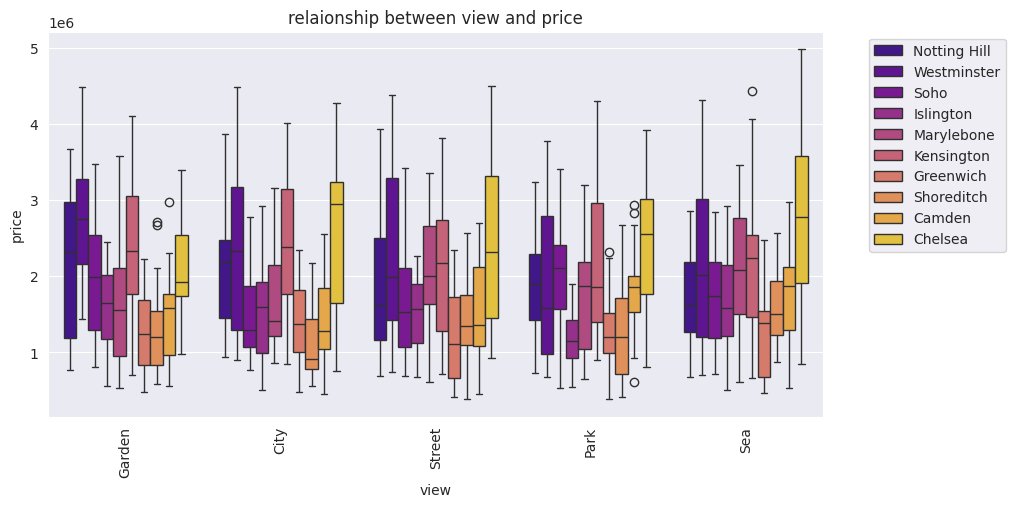 relaionship between view and price
1e6
5
4
3
2
1
price
Garden
City
Street
Park
Sea
view
Notting Hill
Westminster
Soho
Islington
Marylebone
Kensington
Greenwich
Shoreditch
Camden
Chelsea